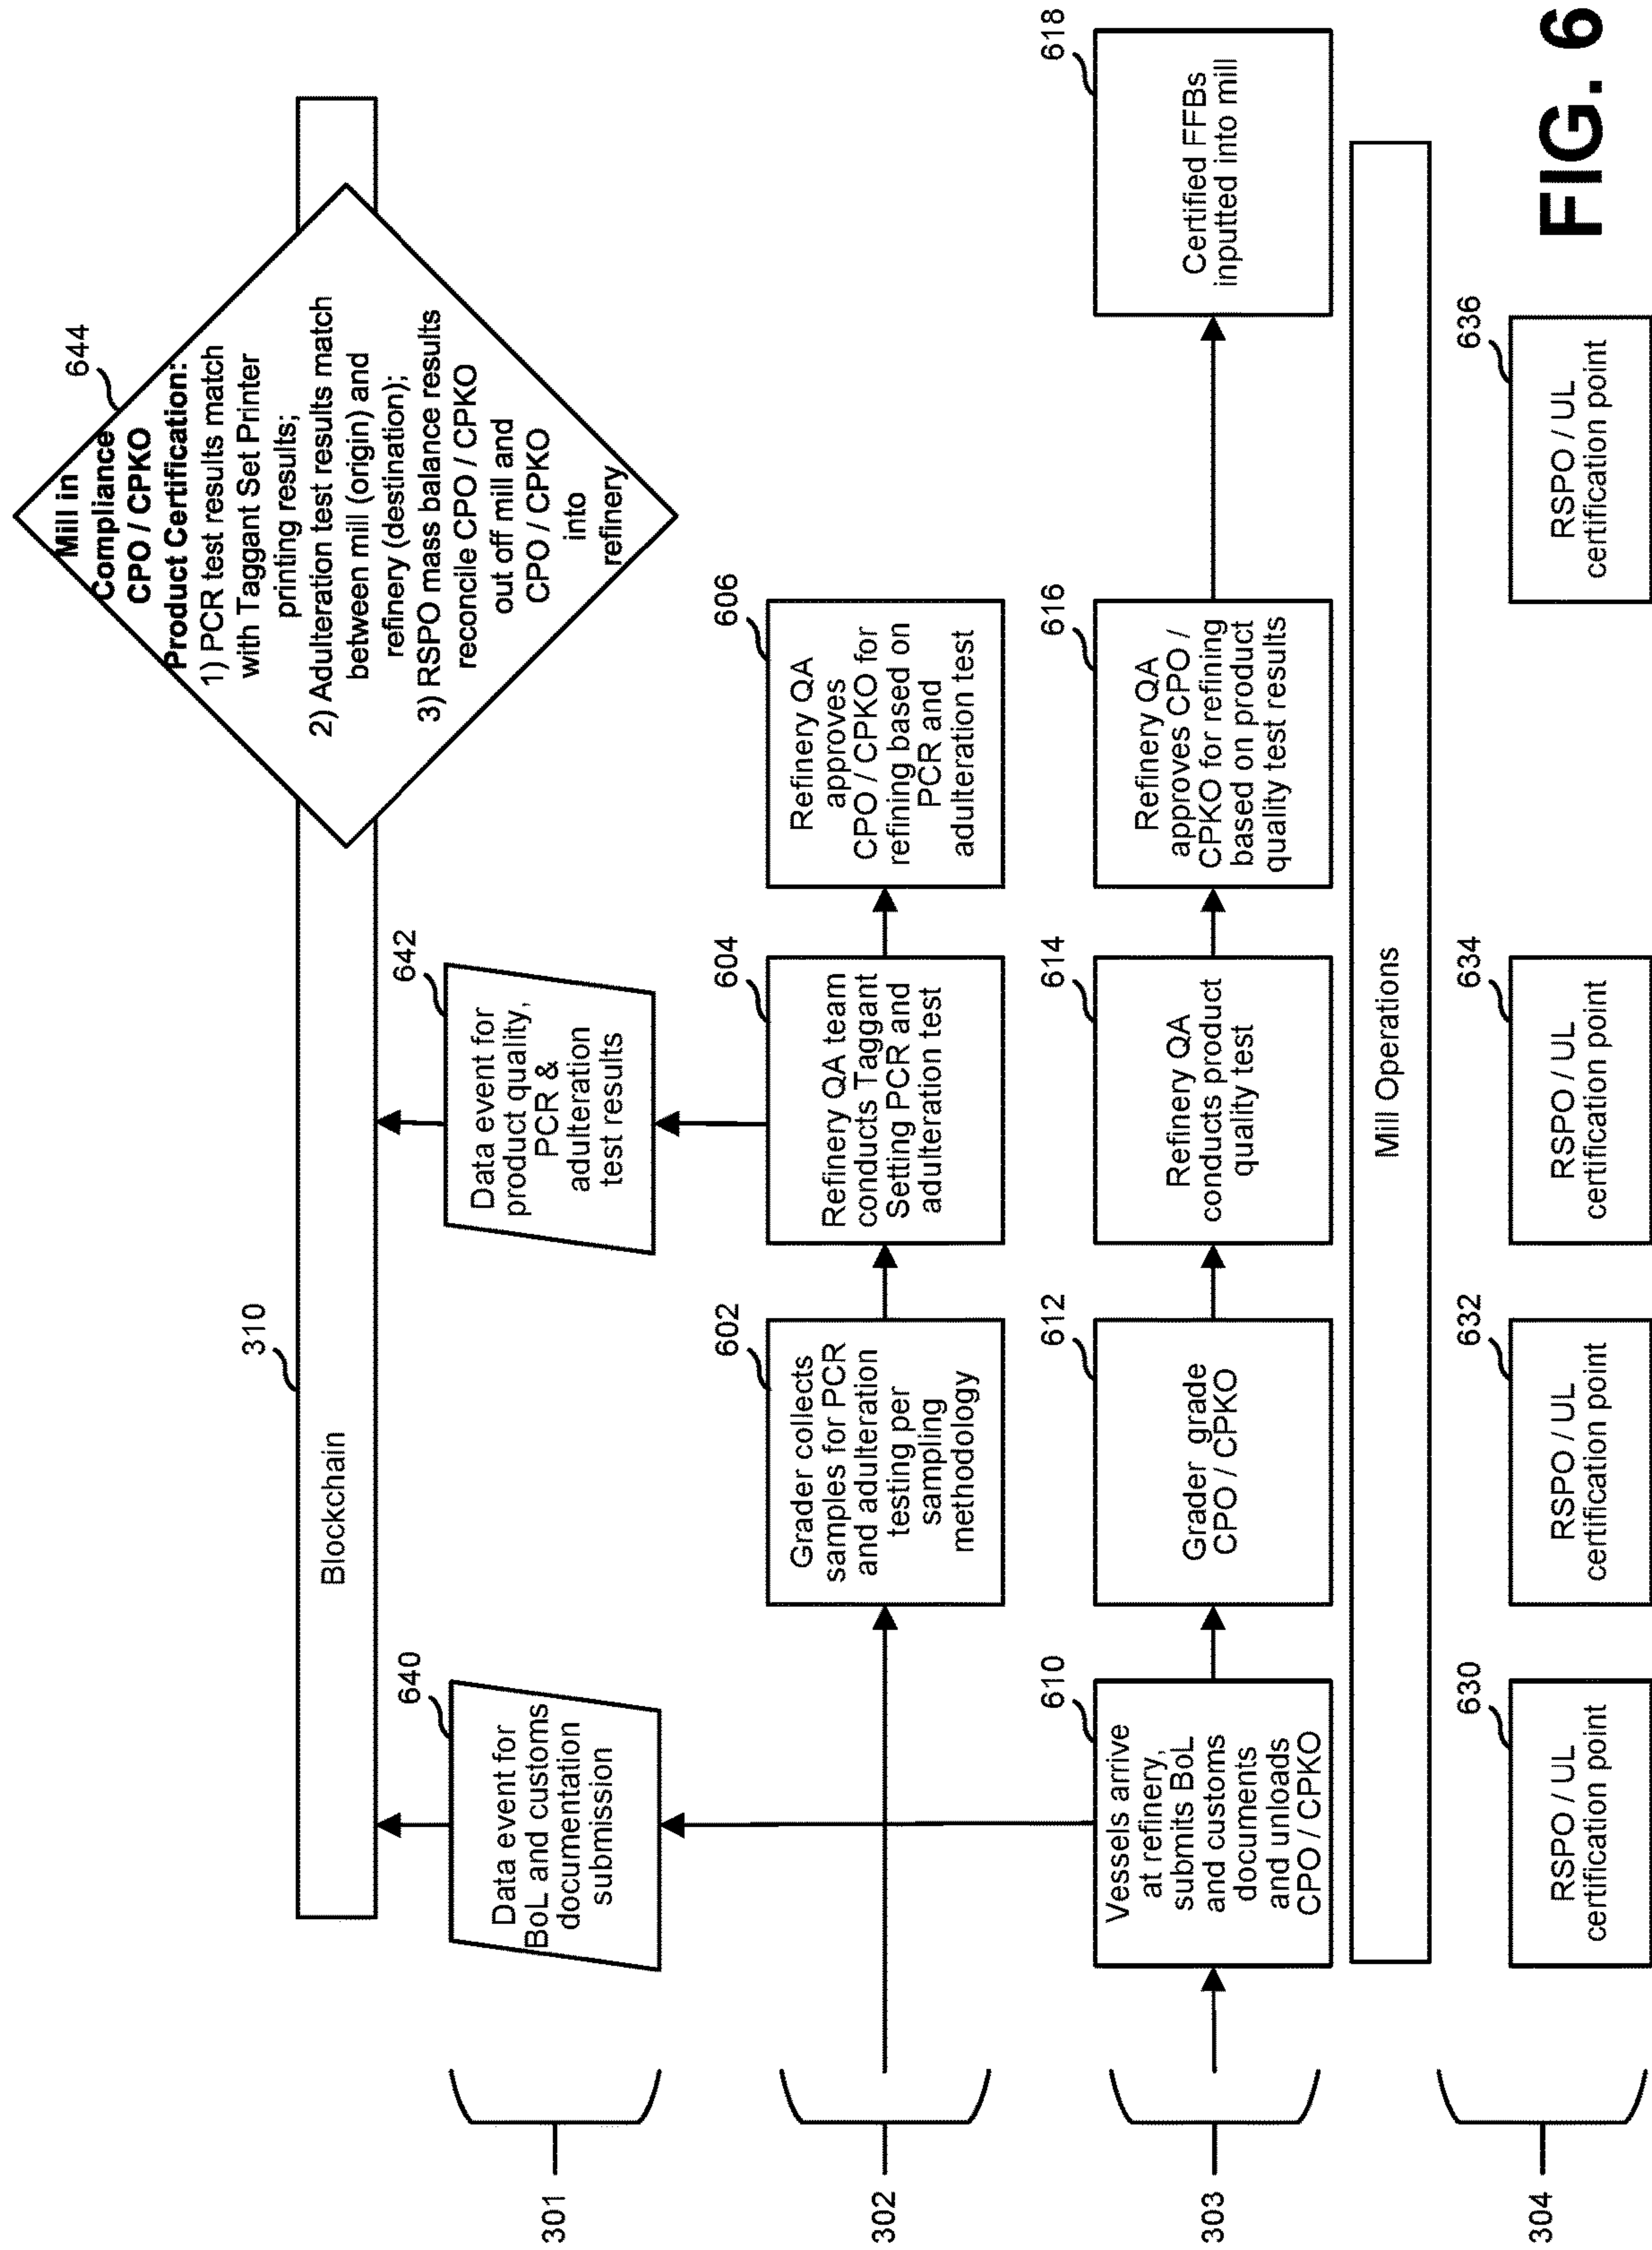 310
Blockchain
644
Mill in
Compliance
CPO / CPKO
Product Certification:
1) PCR test results match
with Taggant Set Printer
printing results;
2) Adulteration test results match
between mill (origin) and
refinery (destination);
3) RSPO mass balance results
reconcile CPO / CPKO
out off mill and
CPO / CPKO
into
refinery
301
640
Data event for
BoL and customs
documentation
submission
642
Data event for
product quality,
PCR &
adulteration
test results
302
602
Grader collects
samples for PCR
and adulteration
testing per
sampling
methodology
604
Refinery QA team
conducts Taggant
Setting PCR and
adulteration test
606
Refinery QA
approves
CPO / CPKO for
refining based on
PCR and
adulteration test
303
610
Vessels arrive
at refinery,
submits BoL
and customs
documents
and unloads
CPO / CPKO
612
Grader grade
CPO / CPKO
614
Refinery QA
conducts product
quality test
616
Refinery QA
approves CPO /
CPKO for refining
based on product
quality test results
618
Certified FFBs
inputted into mill
Mill Operations
304
630
RSPO / UL
certification point
632
RSPO / UL
certification point
634
RSPO / UL
certification point
636
RSPO / UL
certification point
FIG. 6